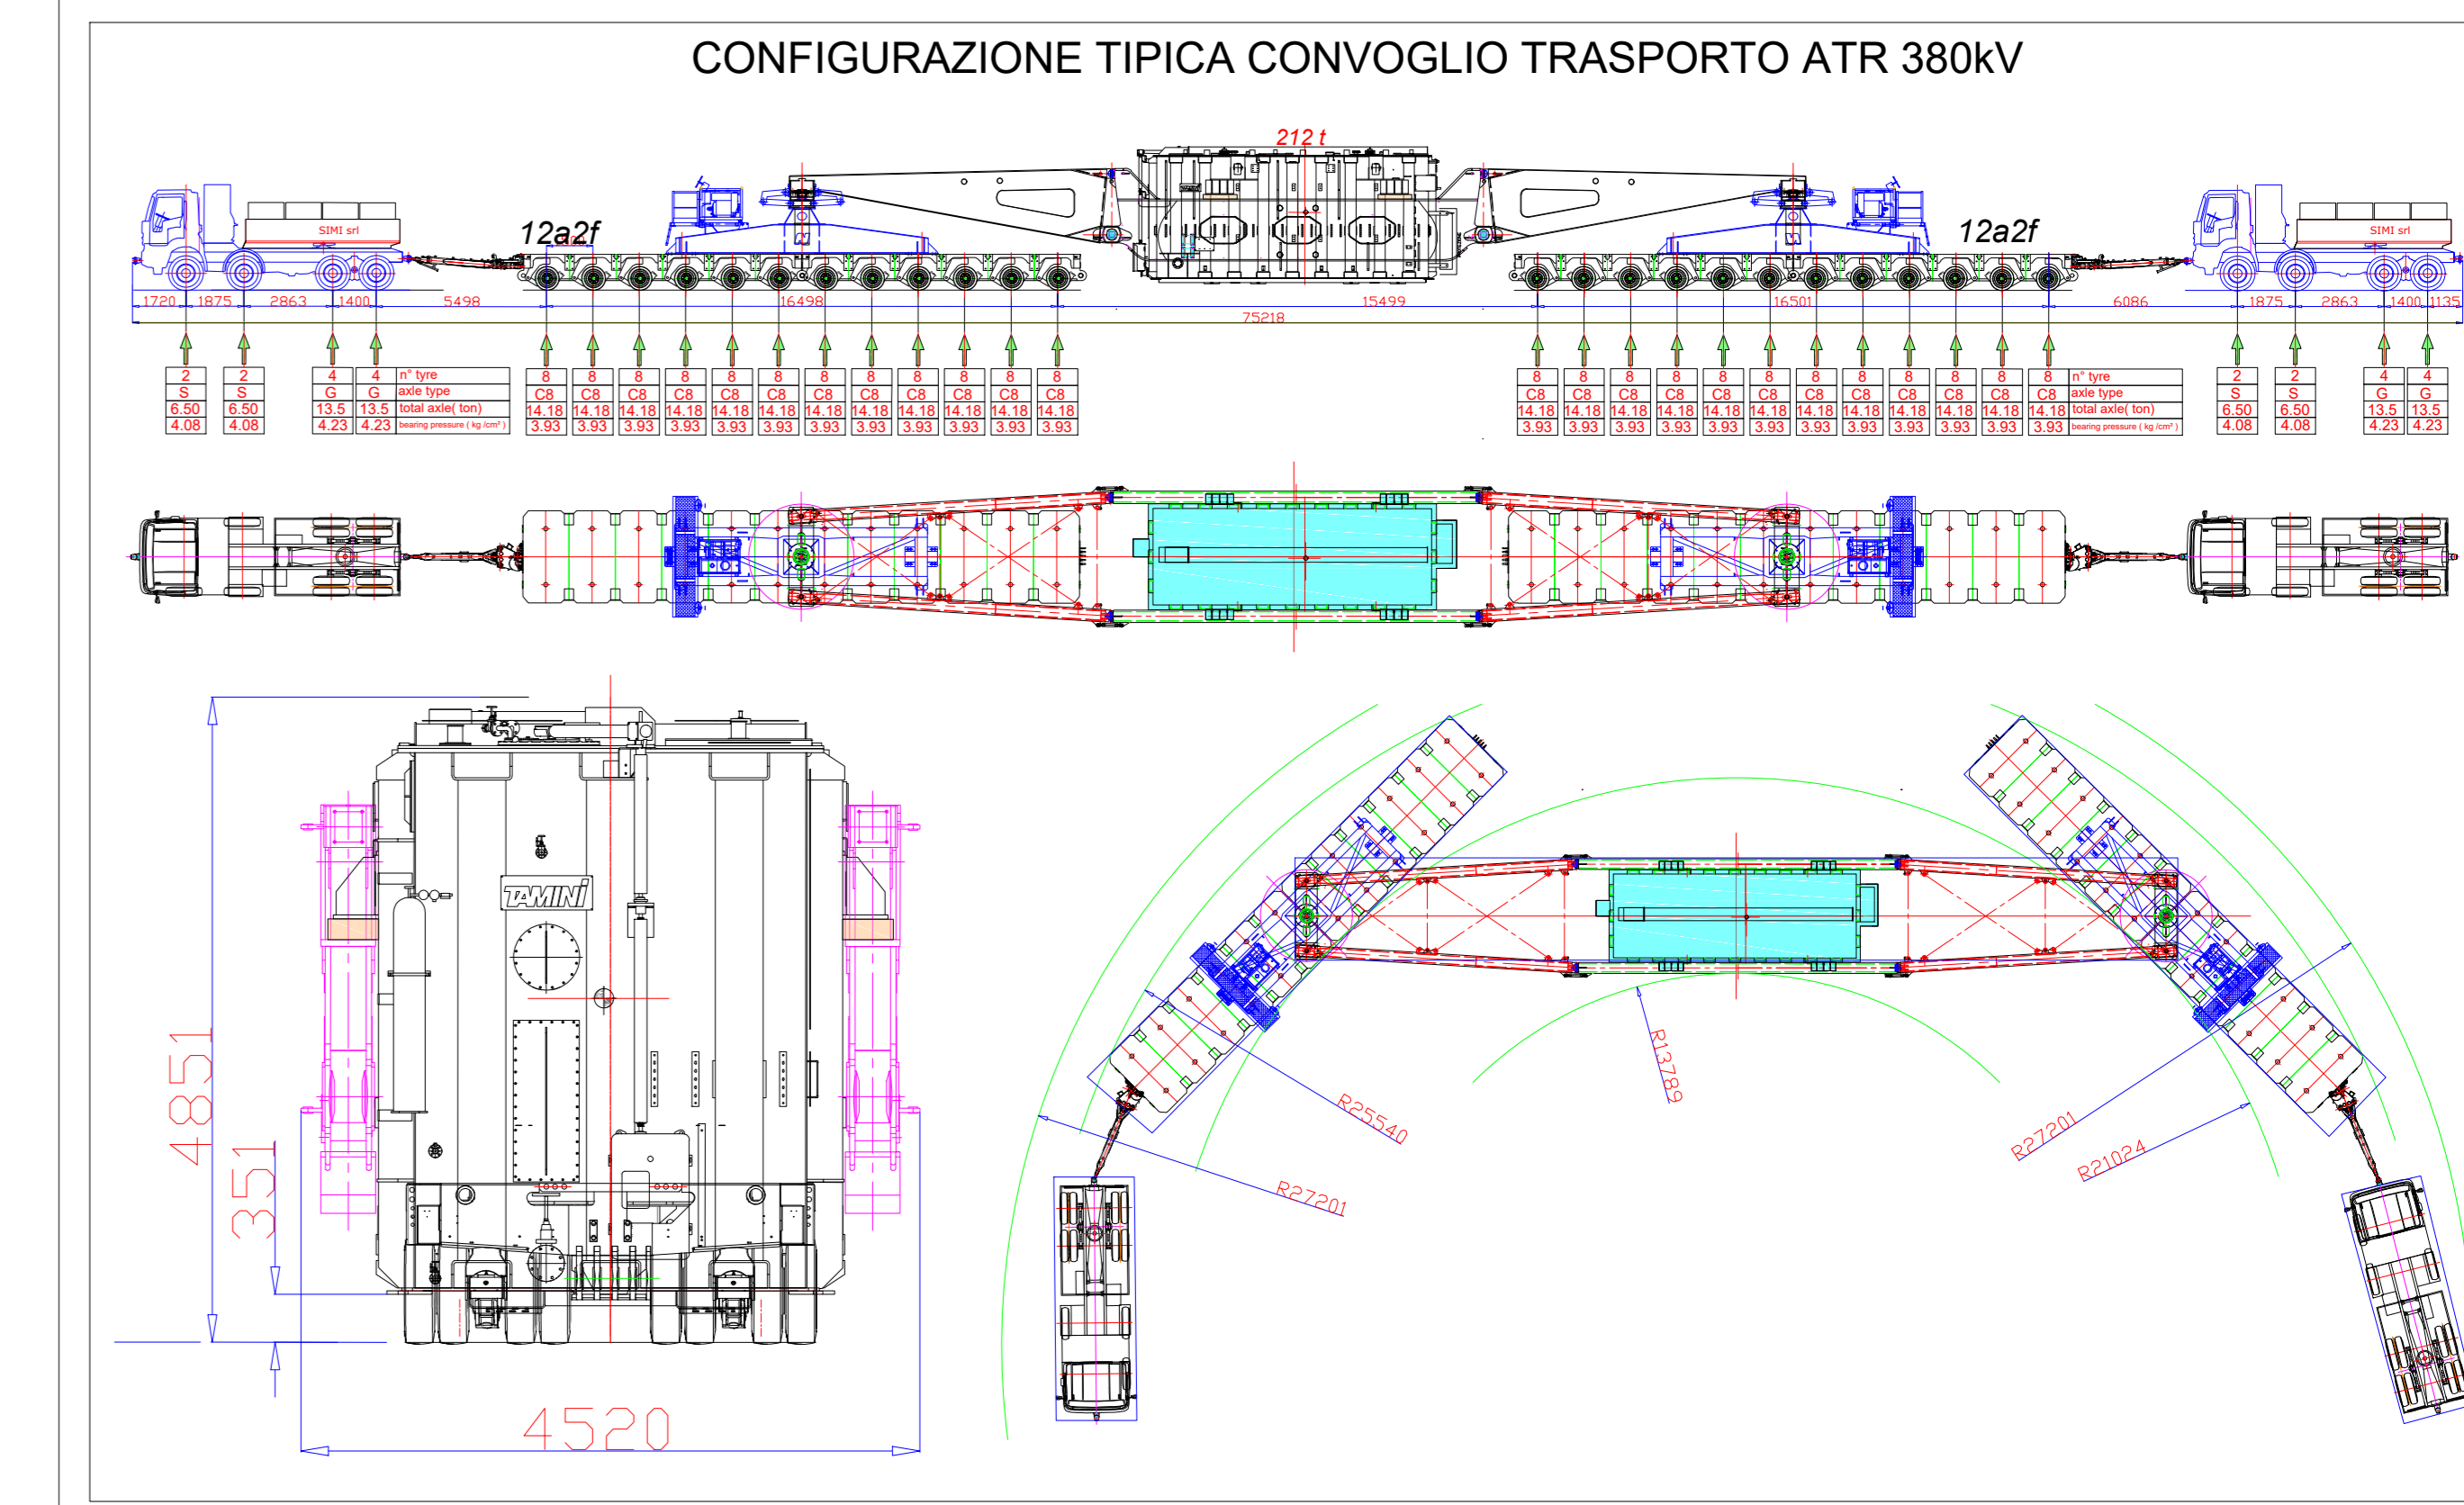 CONFIGURAZIONE TIPICA CONVOGLIO TRASPORTO ATR 380kV
212 t
SIMI srl
12a2f
12a2f
SIMI srl
1720 1875 2863 1400 5498 16498 15499 16501 6086 1875 2863 1400 1135
75218
2 2 4 4 n° tyre 8 8 8 8 8 8 8 8 8 8 8 8 8 8 8 8 8 8 8 8 8 8 8 8 n° tyre 2 2 4 4
S S G G axle type C8 C8 C8 C8 C8 C8 C8 C8 C8 C8 C8 C8 C8 C8 C8 C8 C8 C8 C8 C8 C8 C8 C8 C8 axle type S S G G
6.50 6.50 13.5 13.5 total axle( ton) 14.18 14.18 14.18 14.18 14.18 14.18 14.18 14.18 14.18 14.18 14.18 14.18 14.18 14.18 14.18 14.18 14.18 14.18 14.18 14.18 14.18 14.18 14.18 14.18 total axle( ton) 6.50 6.50 13.5 13.5
4.08 4.08 4.23 4.23 bearing pressure ( kg /cm² ) 3.93 3.93 3.93 3.93 3.93 3.93 3.93 3.93 3.93 3.93 3.93 3.93 3.93 3.93 3.93 3.93 3.93 3.93 3.93 3.93 3.93 3.93 3.93 3.93 bearing pressure ( kg /cm² ) 4.08 4.08 4.23 4.23
TAMINI
4851
351
4520
R25540
R27201
R13789
R27201
R21024